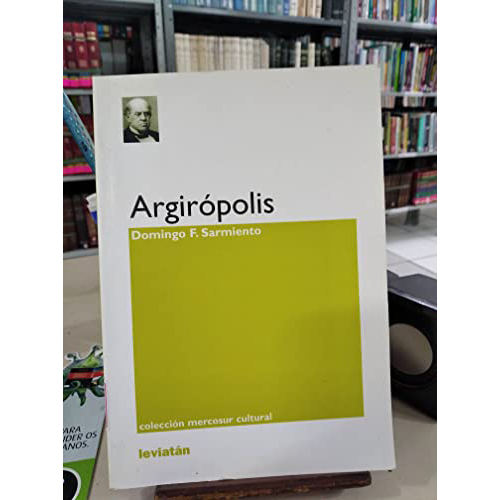 Argirópolis
Domingo F. Sarmiento
colección mercosur cultural
leviatán
PARA
DER OS
ANOS.